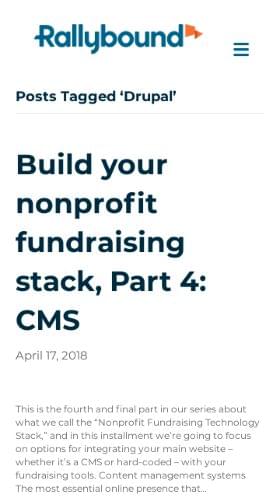 Rallybound
Posts Tagged ‘Drupal’
Build your
nonprofit
fundraising
stack, Part 4:
CMS
April 17, 2018
This is the fourth and final part in our series about
what we call the “Nonprofit Fundraising Technology
Stack,” and in this installment we’re going to focus
on options for integrating your main website –
whether it’s a CMS or hard-coded – with your
fundraising tools. Content management systems
The most essential online presence that...